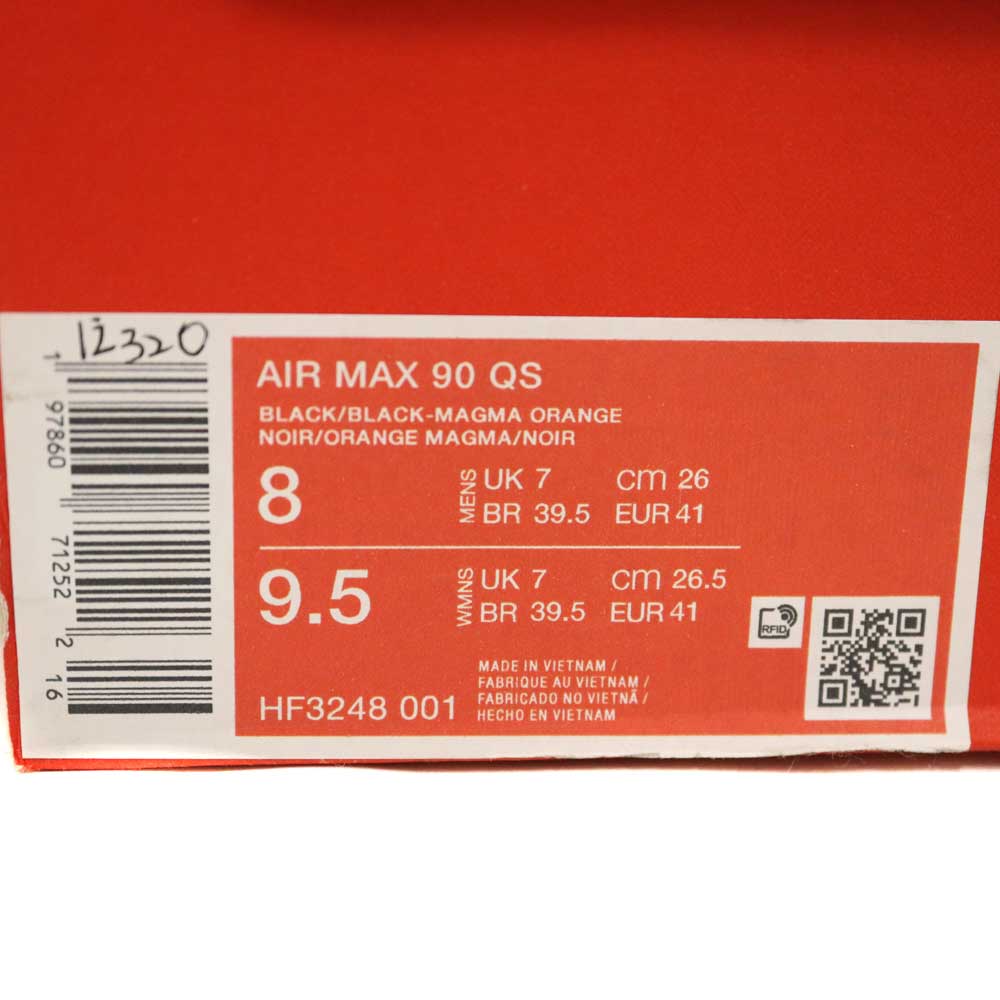 12320
1 97860 71252 2 16
AIR MAX 90 QS
BLACK/BLACK-MAGMA ORANGE
NOIR/ORANGE MAGMA/NOIR
8 MENS UK 7 cm 26
BR 39.5 EUR 41
9.5 WMNS UK 7 cm 26.5
BR 39.5 EUR 41
RFID
HF3248 001
MADE IN VIETNAM /
FABRIQUE AU VIETNAM /
FABRICADO NO VIETNÃ /
HECHO EN VIETNAM